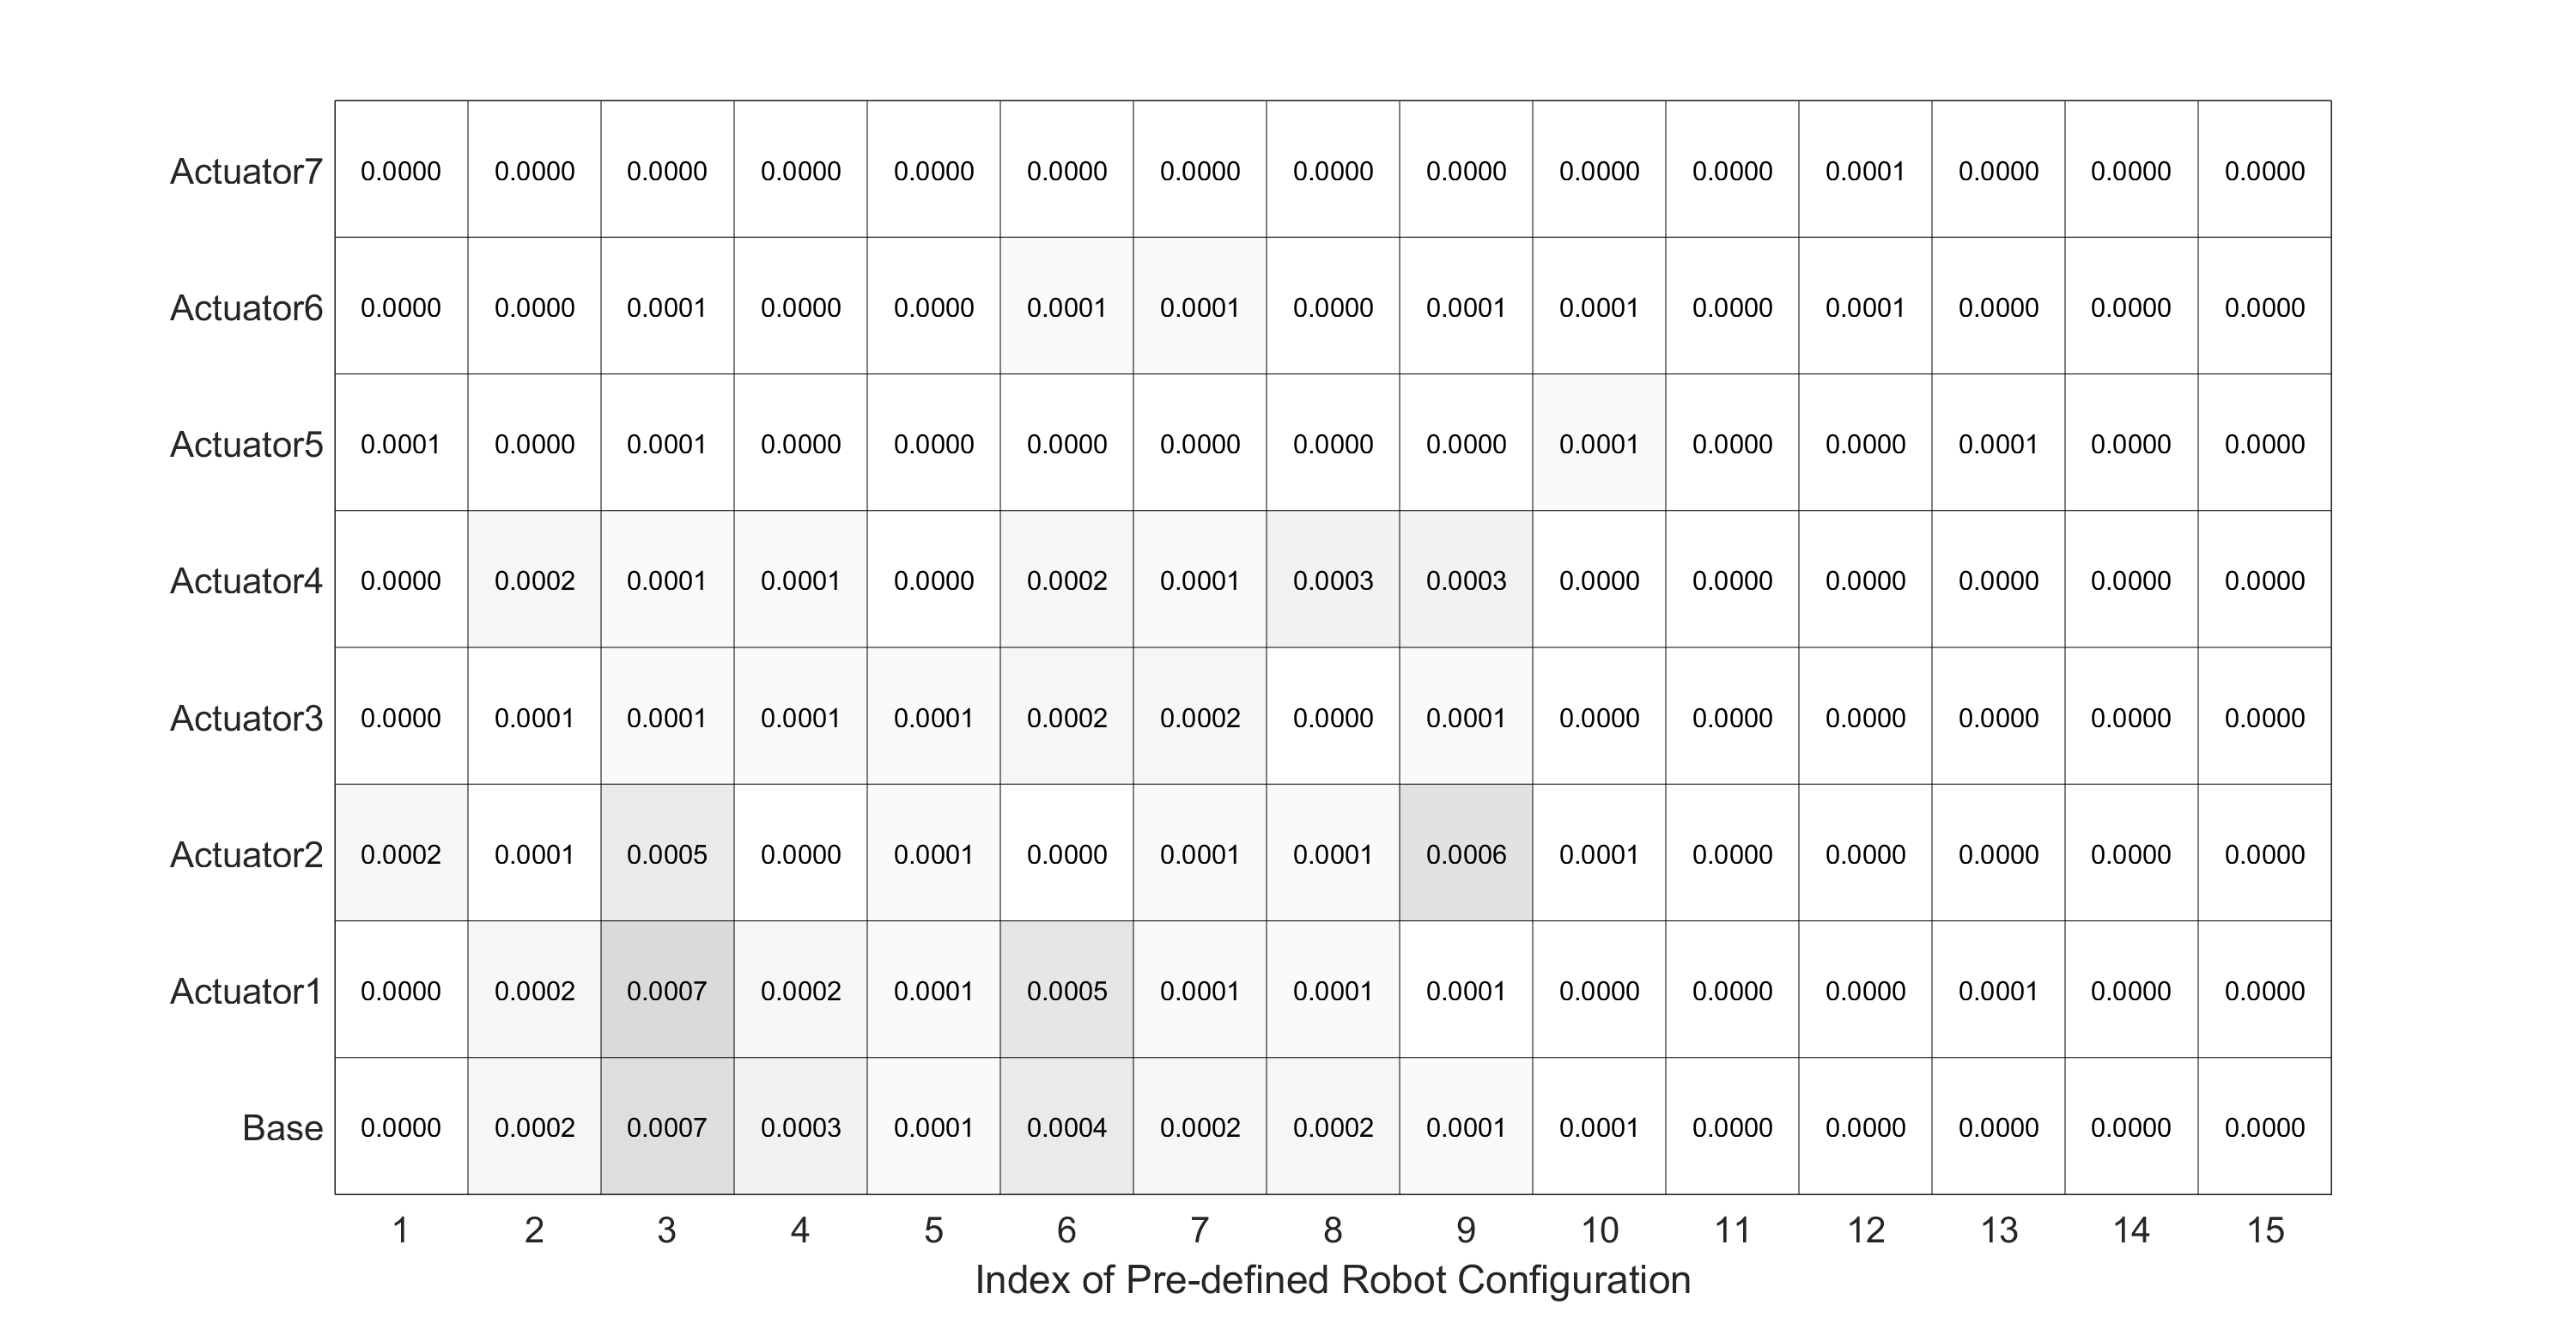 Actuator7 0.0000 0.0000 0.0000 0.0000 0.0000 0.0000 0.0000 0.0000 0.0000 0.0000 0.0000 0.0001 0.0000 0.0000 0.0000
Actuator6 0.0000 0.0000 0.0001 0.0000 0.0000 0.0001 0.0001 0.0000 0.0001 0.0001 0.0000 0.0001 0.0000 0.0000 0.0000
Actuator5 0.0001 0.0000 0.0001 0.0000 0.0000 0.0000 0.0000 0.0000 0.0000 0.0001 0.0000 0.0000 0.0001 0.0000 0.0000
Actuator4 0.0000 0.0002 0.0001 0.0001 0.0000 0.0002 0.0001 0.0003 0.0003 0.0000 0.0000 0.0000 0.0000 0.0000 0.0000
Actuator3 0.0000 0.0001 0.0001 0.0001 0.0001 0.0002 0.0002 0.0000 0.0001 0.0000 0.0000 0.0000 0.0000 0.0000 0.0000
Actuator2 0.0002 0.0001 0.0005 0.0000 0.0001 0.0000 0.0001 0.0001 0.0006 0.0001 0.0000 0.0000 0.0000 0.0000 0.0000
Actuator1 0.0000 0.0002 0.0007 0.0002 0.0001 0.0005 0.0001 0.0001 0.0001 0.0000 0.0000 0.0000 0.0001 0.0000 0.0000
Base 0.0000 0.0002 0.0007 0.0003 0.0001 0.0004 0.0002 0.0002 0.0001 0.0001 0.0000 0.0000 0.0000 0.0000 0.0000
1 2 3 4 5 6 7 8 9 10 11 12 13 14 15
Index of Pre-defined Robot Configuration